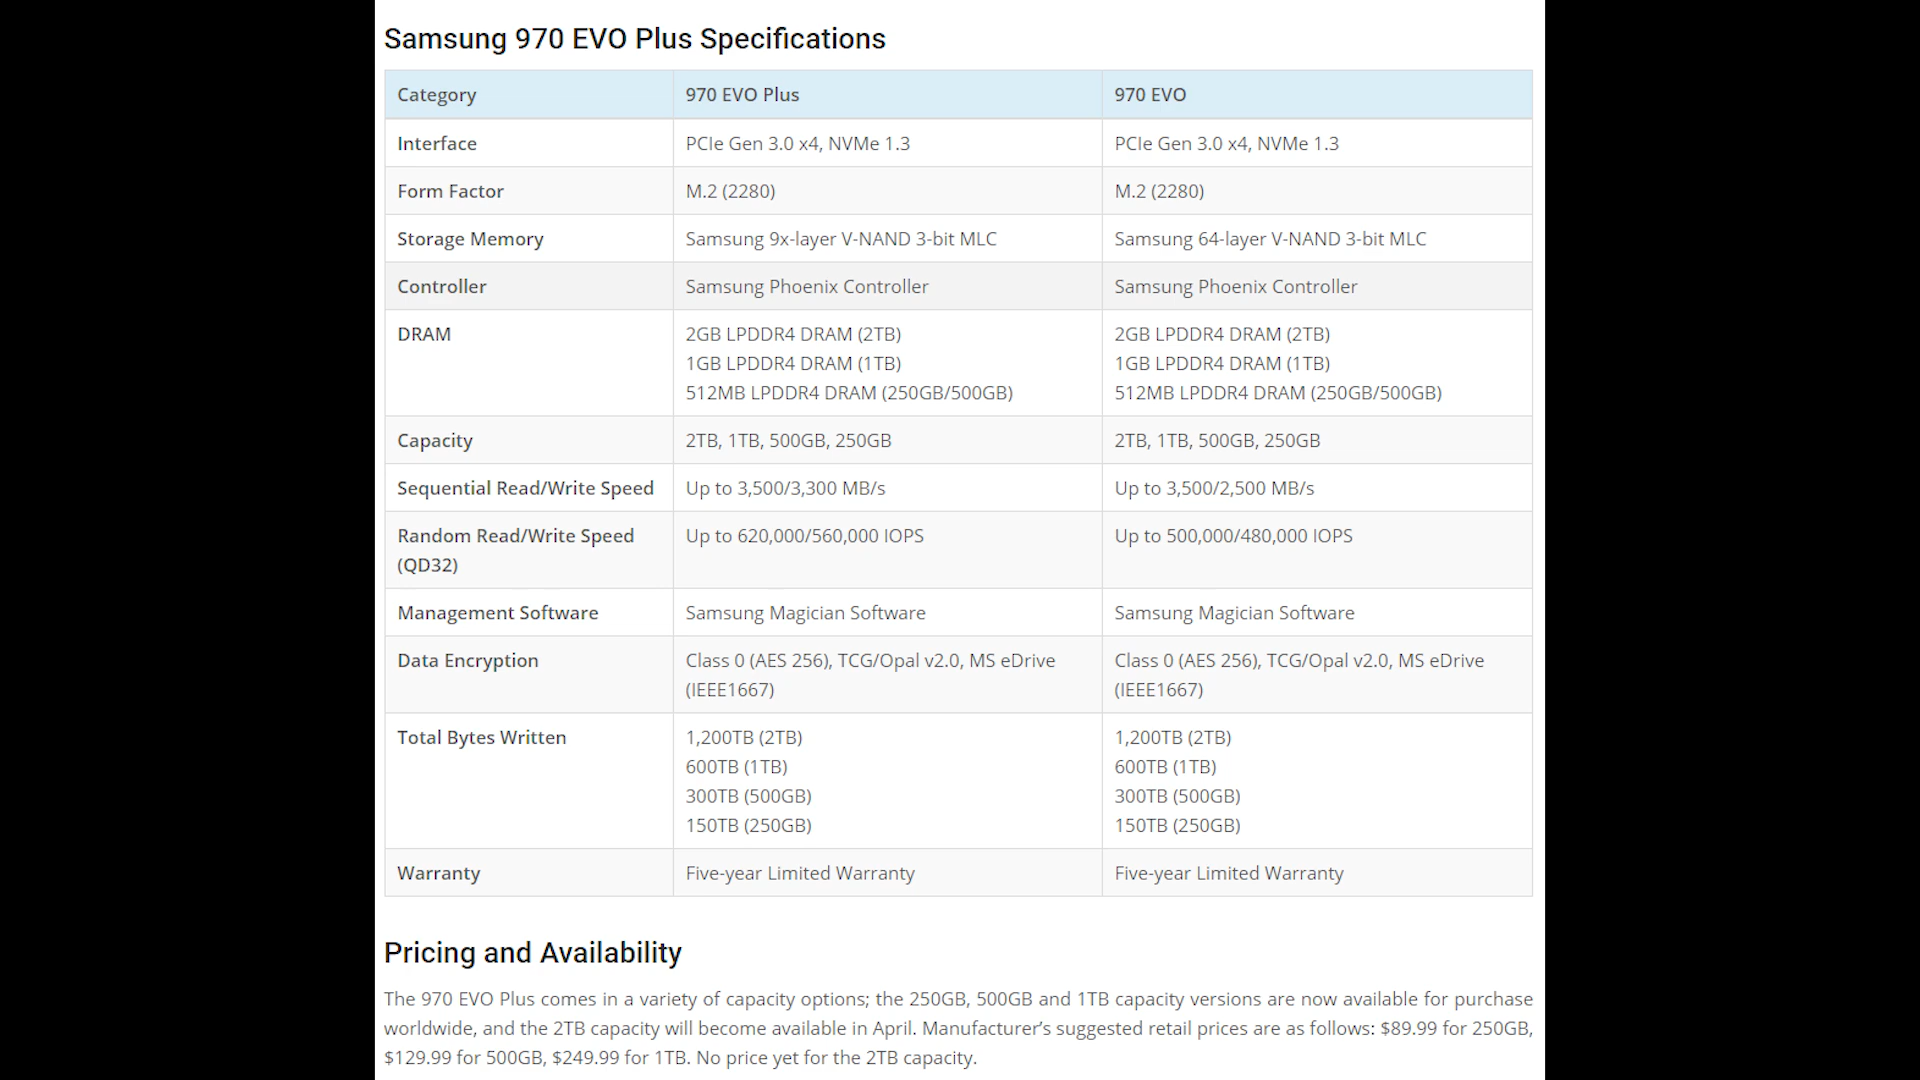 Samsung 970 EVO Plus Specifications
Category 970 EVO Plus 970 EVO
Interface PCIe Gen 3.0 x4, NVMe 1.3 PCIe Gen 3.0 x4, NVMe 1.3
Form Factor M.2 (2280) M.2 (2280)
Storage Memory Samsung 9x-layer V-NAND 3-bit MLC Samsung 64-layer V-NAND 3-bit MLC
Controller Samsung Phoenix Controller Samsung Phoenix Controller
DRAM 2GB LPDDR4 DRAM (2TB) 2GB LPDDR4 DRAM (2TB)
1GB LPDDR4 DRAM (1TB) 1GB LPDDR4 DRAM (1TB)
512MB LPDDR4 DRAM (250GB/500GB) 512MB LPDDR4 DRAM (250GB/500GB)
Capacity 2TB, 1TB, 500GB, 250GB 2TB, 1TB, 500GB, 250GB
Sequential Read/Write Speed Up to 3,500/3,300 MB/s Up to 3,500/2,500 MB/s
Random Read/Write Speed Up to 620,000/560,000 IOPS Up to 500,000/480,000 IOPS
(QD32)
Management Software Samsung Magician Software Samsung Magician Software
Data Encryption Class 0 (AES 256), TCG/Opal v2.0, MS eDrive Class 0 (AES 256), TCG/Opal v2.0, MS eDrive
(IEEE1667) (IEEE1667)
Total Bytes Written 1,200TB (2TB) 1,200TB (2TB)
600TB (1TB) 600TB (1TB)
300TB (500GB) 300TB (500GB)
150TB (250GB) 150TB (250GB)
Warranty Five-year Limited Warranty Five-year Limited Warranty
Pricing and Availability
The 970 EVO Plus comes in a variety of capacity options; the 250GB, 500GB and 1TB capacity versions are now available for purchase
worldwide, and the 2TB capacity will become available in April. Manufacturer’s suggested retail prices are as follows: $89.99 for 250GB,
$129.99 for 500GB, $249.99 for 1TB. No price yet for the 2TB capacity.